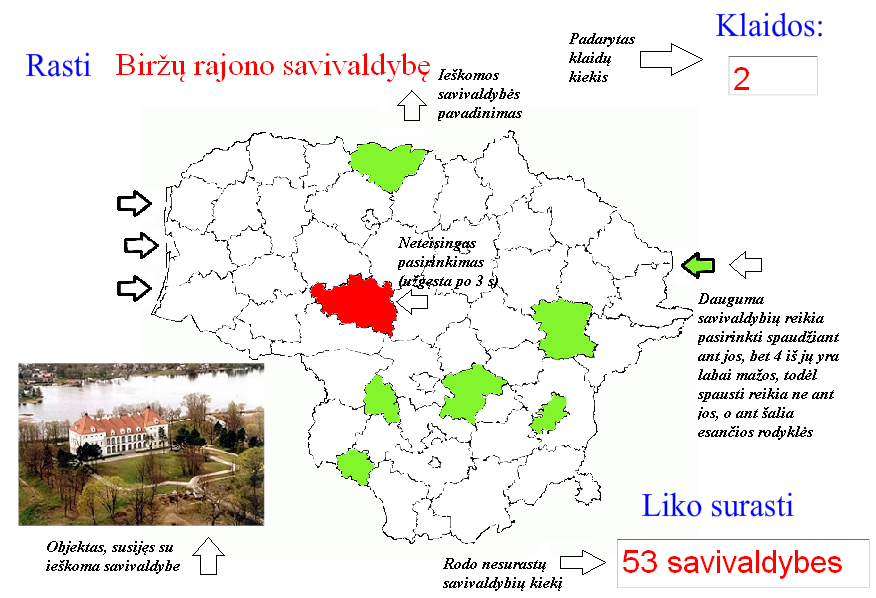 Rasti Biržų rajono savivaldybę
Ieškomos
savivaldybės
pavadinimas
Padarytas
klaidų
kiekis
Klaidos:
2
Neteisingas
pasirinkimas
(užgesta po 3 s)
Dauguma
savivaldybių reikia
pasirinkti spaudžiant
ant jos, bet 4 iš jų yra
labai mažos, todėl
spausti reikia ne ant
jos, o ant šalia
esančios rodyklės
Objektas, susijęs su
ieškoma savivaldybe
Rodo nesurastų
savivaldybių kiekį
Liko surasti
53 savivaldybes